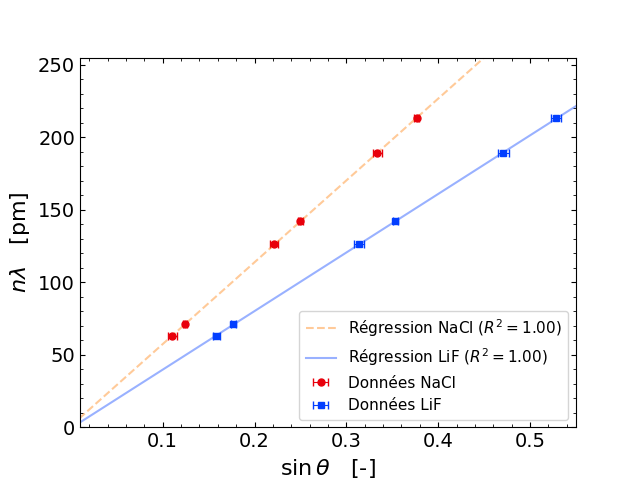 250
200
150
100
50
0
nλ [pm]
0.1 0.2 0.3 0.4 0.5
sin θ [-]
Régression NaCl (R² = 1.00)
Régression LiF (R² = 1.00)
Données NaCl
Données LiF